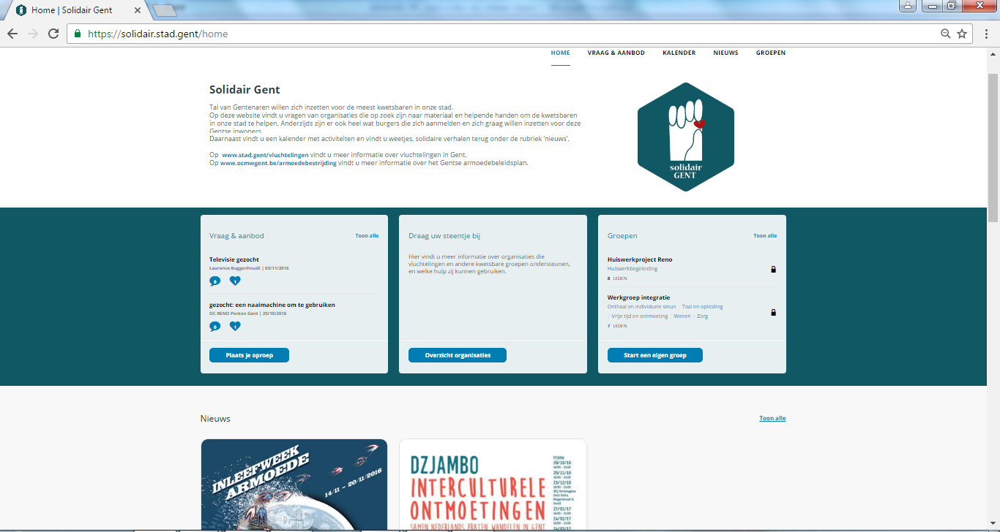 Home | Solidair Gent
https://solidair.stad.gent/home
HOME VRAAG & AANBOD KALENDER NIEUWS GROEPEN
Solidair Gent
Tal van Gentenaren willen zich inzetten voor de meest kwetsbaren in onze stad.
Op deze website vindt u vragen van organisaties die op zoek zijn naar materiaal en helpende handen om de kwetsbaren
in onze stad te helpen. Anderzijds zijn er ook heel wat burgers die zich aanmelden en zich graag willen inzetten voor deze
Gentse inwoners
Daarnaast vindt u een kalender met activiteiten en vindt u weetjes, solidaire verhalen terug onder de rubriek 'nieuws'.
Op www.stad.gent/vluchtelingen vindt u meer informatie over vluchtelingen in Gent.
Op www.ocmwgent.be/armoedebestrijding vindt u meer informatie over het Gentse armoedebeleidsplan.
solidair
GENT
Vraag & aanbod Toon alle
Televisie gezocht
Laurence Buggenhoudt | 03/11/2016
0 1
gezocht: een naaimachine om te gebruiken
OC RENO Ponton Gent | 29/10/2016
0 1
Plaats je oproep
Draag uw steentje bij
Hier vindt u meer informatie over organisaties die
vluchtelingen en andere kwetsbare groepen ondersteunen,
en welke hulp zij kunnen gebruiken.
Overzicht organisaties
Groepen Toon alle
Huiswerkproject Reno
Huiswerkbegeleiding
8 LEDEN
Werkgroep integratie
Onthaal en individuele steun | Taal en opleiding
| Vrije tijd en ontmoeting | Wonen | Zorg
7 LEDEN
Start een eigen groep
Nieuws Toon alle
INLEEFWEEK
ARMOEDE
14/11 - 20/11/2016
DZJAMBO
INTERCULTURELE
ONTMOETINGEN
SAMEN NEDERLANDS PRATEN, WANDELEN IN GENT
28/10/16
25/11/16
23/12/16
27/01/17
24/02/17